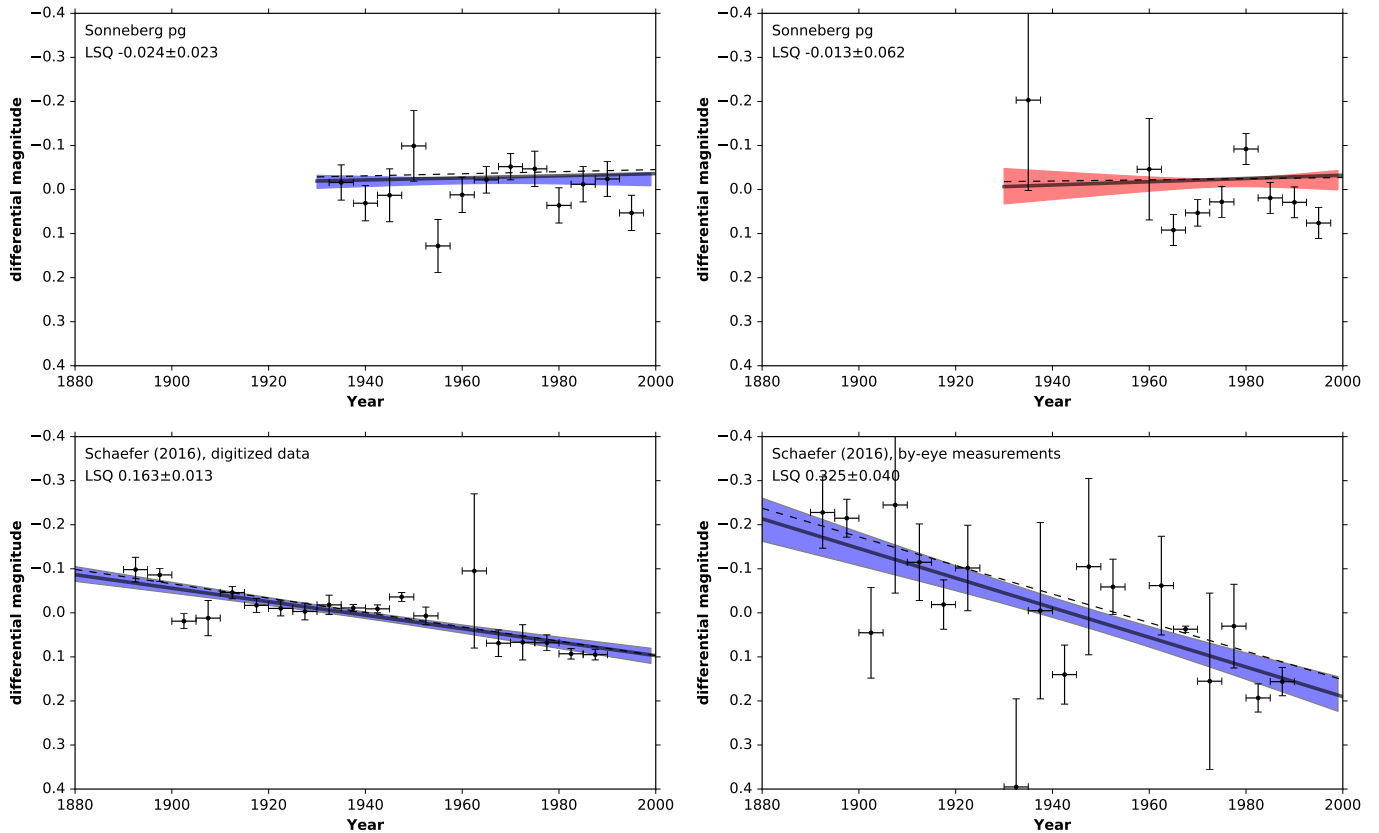 −0.4
−0.3
−0.2
−0.1
0.0
0.1
0.2
0.3
0.4
differential magnitude
Sonneberg pg
LSQ -0.024±0.023
1880 1900 1920 1940 1960 1980 2000
Year
−0.4
−0.3
−0.2
−0.1
0.0
0.1
0.2
0.3
0.4
differential magnitude
Sonneberg pg
LSQ -0.013±0.062
1880 1900 1920 1940 1960 1980 2000
Year
−0.4
−0.3
−0.2
−0.1
0.0
0.1
0.2
0.3
0.4
differential magnitude
Schaefer (2016), digitized data
LSQ 0.163±0.013
1880 1900 1920 1940 1960 1980 2000
Year
−0.4
−0.3
−0.2
−0.1
0.0
0.1
0.2
0.3
0.4
differential magnitude
Schaefer (2016), by-eye measurements
LSQ 0.325±0.040
1880 1900 1920 1940 1960 1980 2000
Year